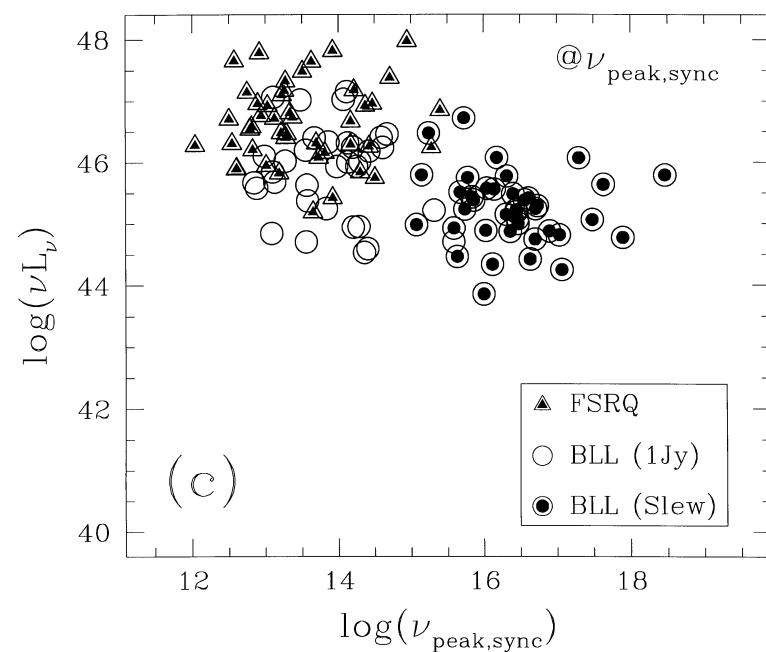 48
46
44
42
40
log(νL_ν)
@ν_peak,sync
FSRQ
BLL (1Jy)
BLL (Slew)
(c)
12 14 16 18
log(ν_peak,sync)